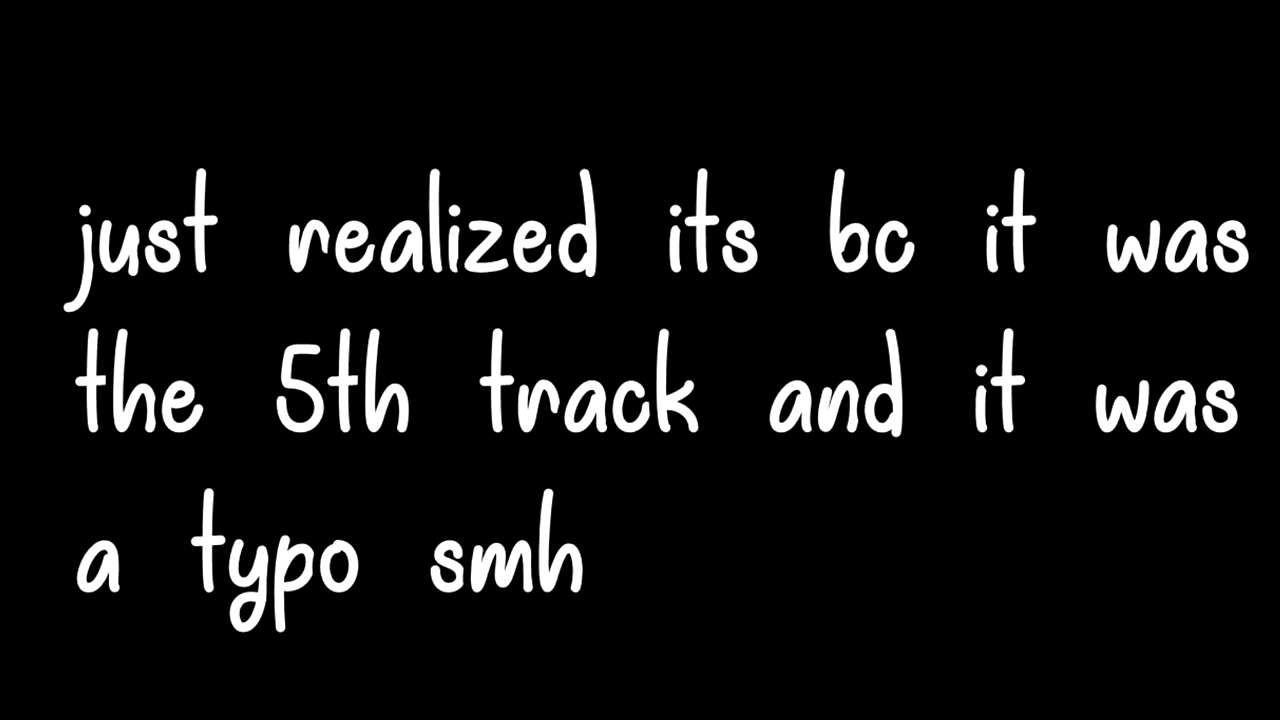 just realized its bc it was
the 5th track and it was
a typo smh